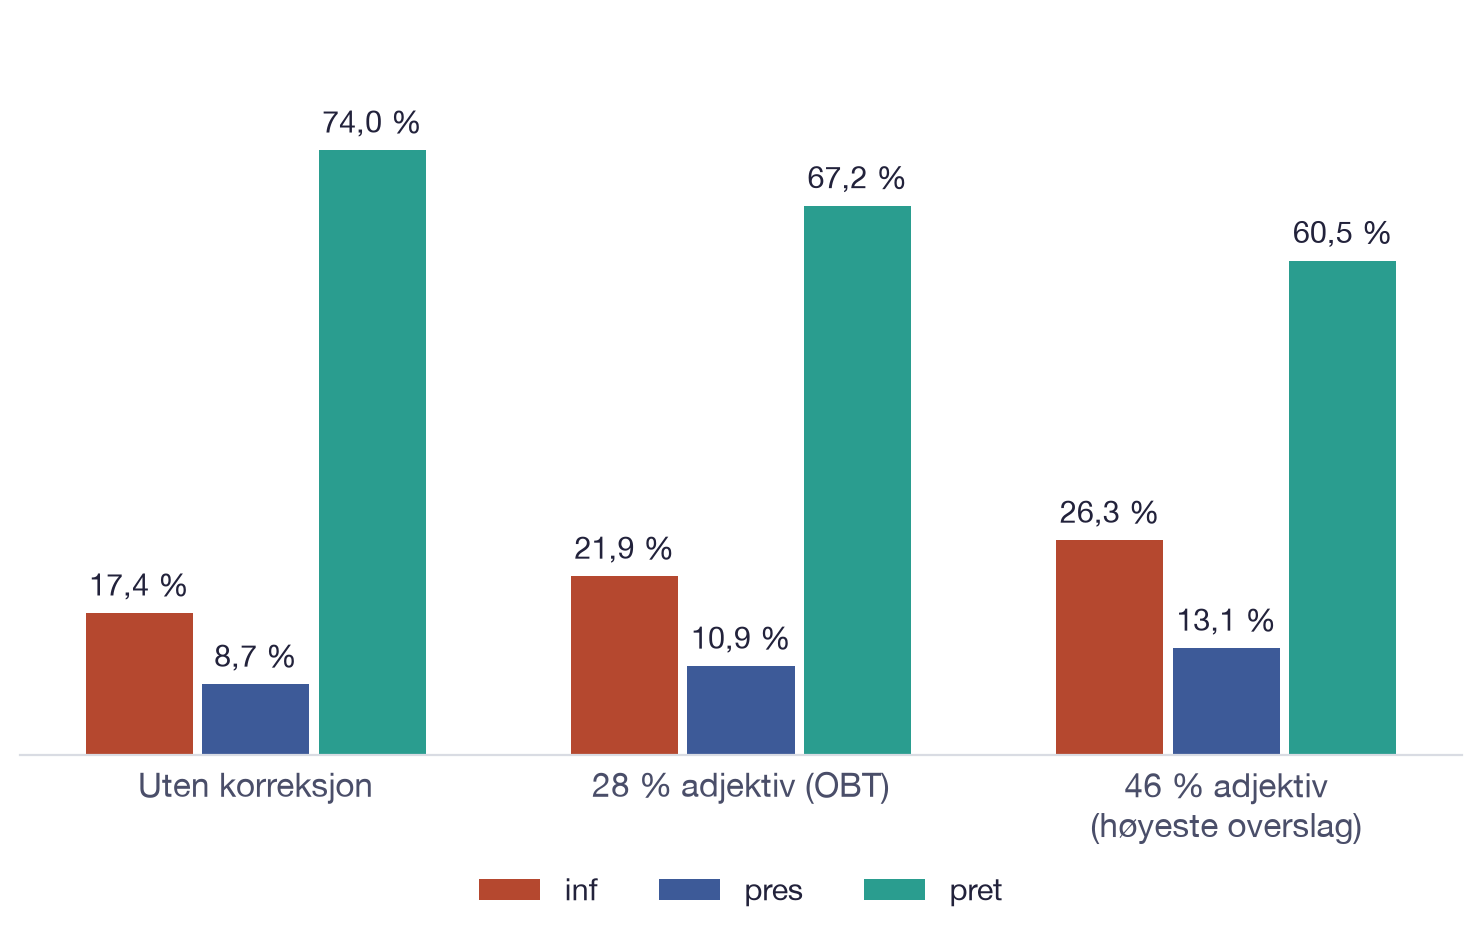 74,0 %
67,2 %
60,5 %
26,3 %
21,9 %
17,4 %
13,1 %
10,9 %
8,7 %
Uten korreksjon
28 % adjektiv (OBT)
46 % adjektiv
(høyeste overslag)
inf
pres
pret